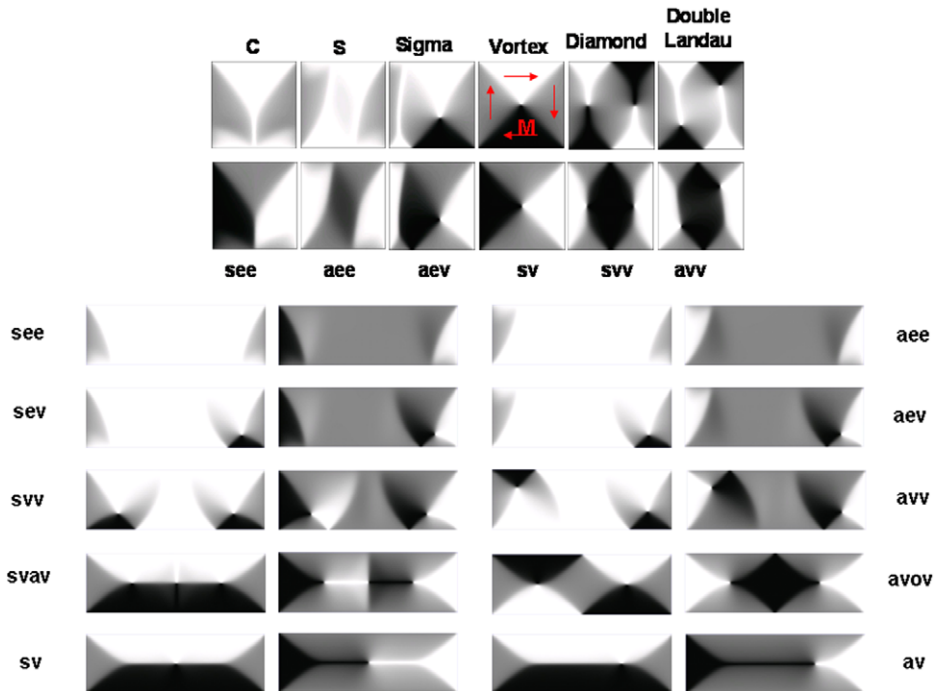 C S Sigma Vortex Diamond Double Landau
M
see aee aev sv svv avv
see aee
sev aev
svv avv
svav avov
sv av